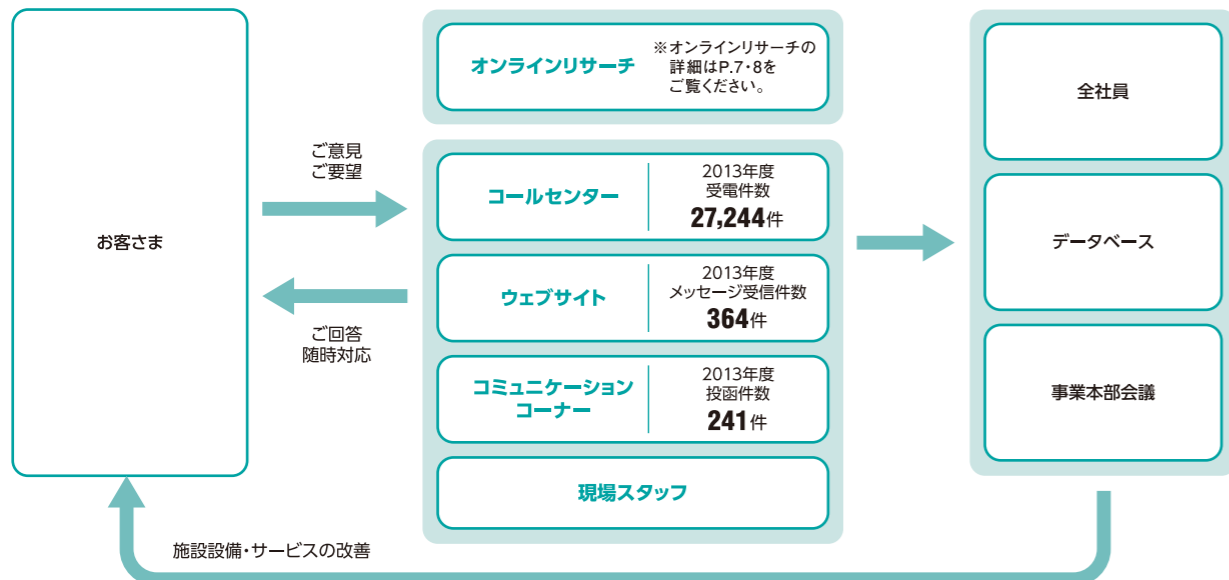 お客さま
ご意見
ご要望
ご回答
随時対応
オンラインリサーチ
※オンラインリサーチの
詳細はP.7・8を
ご覧ください。
コールセンター
2013年度
受電件数
27,244件
ウェブサイト
2013年度
メッセージ受信件数
364件
コミュニケーション
コーナー
2013年度
投函件数
241件
現場スタッフ
全社員
データベース
事業本部会議
施設設備・サービスの改善